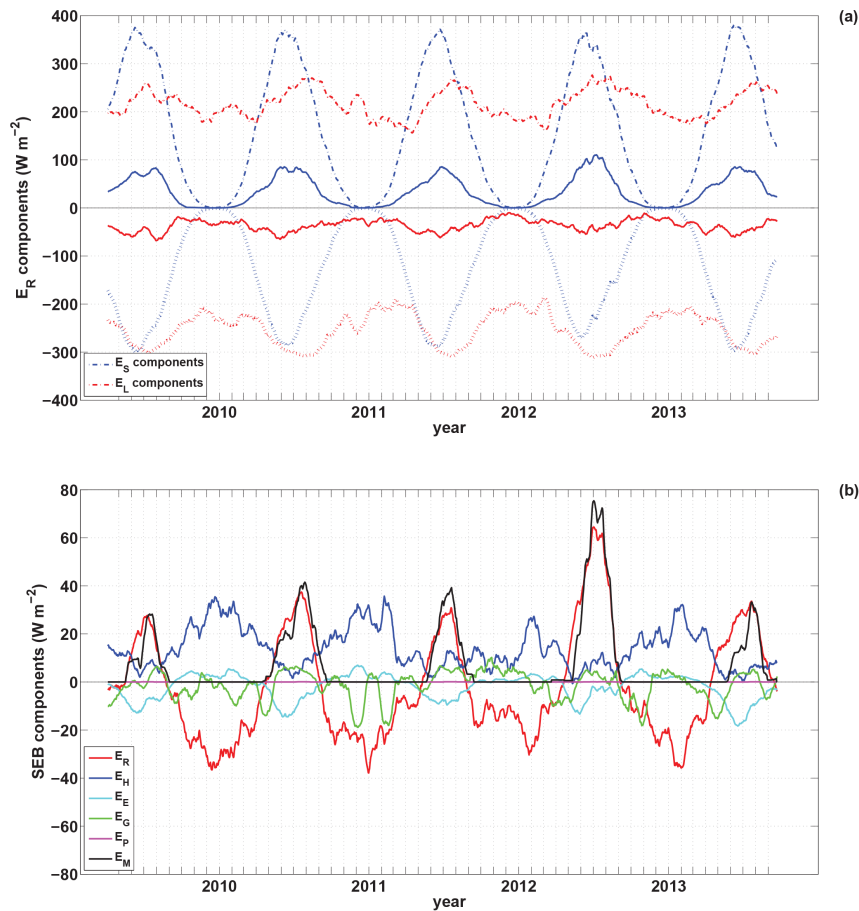 (a)
400
300
200
100
0
−100
−200
−300
−400
E_R components (W m⁻²)
E_S components
E_L components
2010 2011 2012 2013
year
(b)
80
60
40
20
0
−20
−40
−60
−80
SEB components (W m⁻²)
E_R
E_H
E_E
E_G
E_P
E_M
2010 2011 2012 2013
year